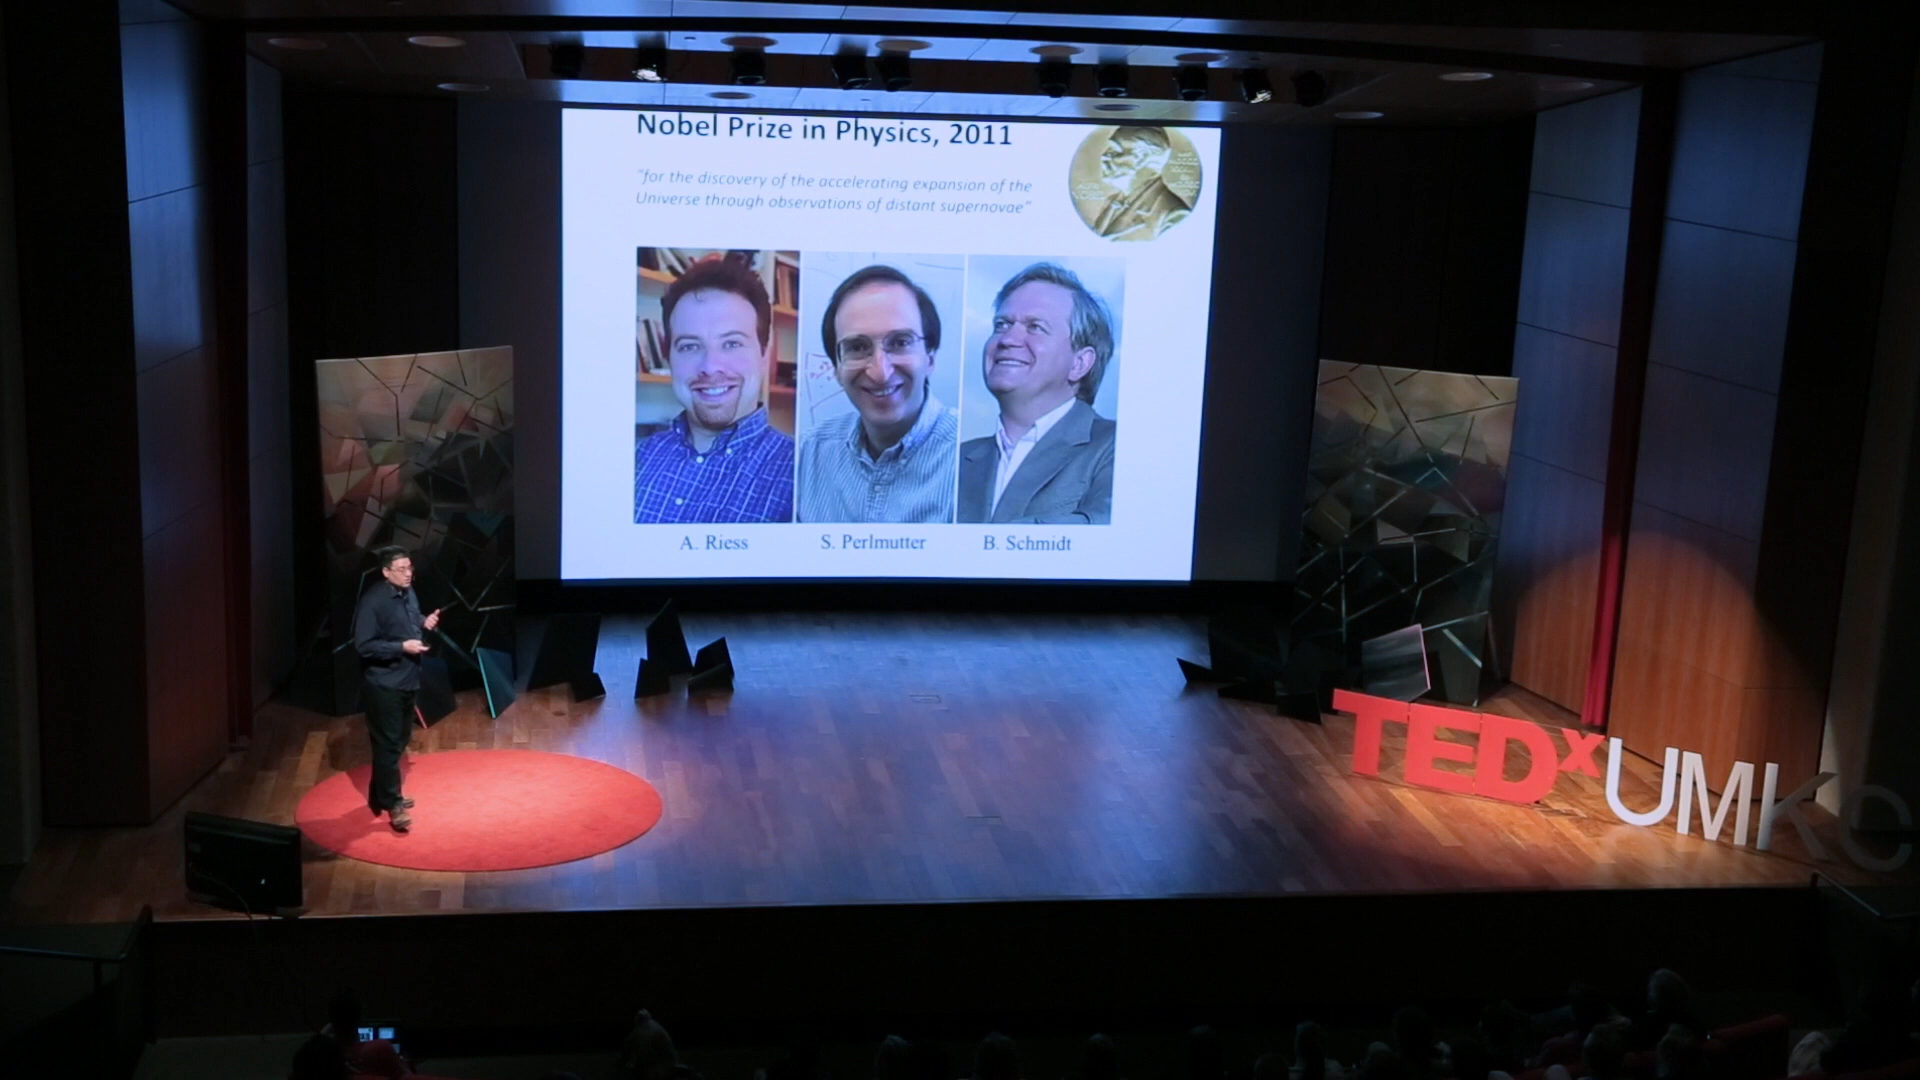 Nobel Prize in Physics, 2011
"for the discovery of the accelerating expansion of the
Universe through observations of distant supernovae"
A. Riess
S. Perlmutter
B. Schmidt
TEDxUMKC